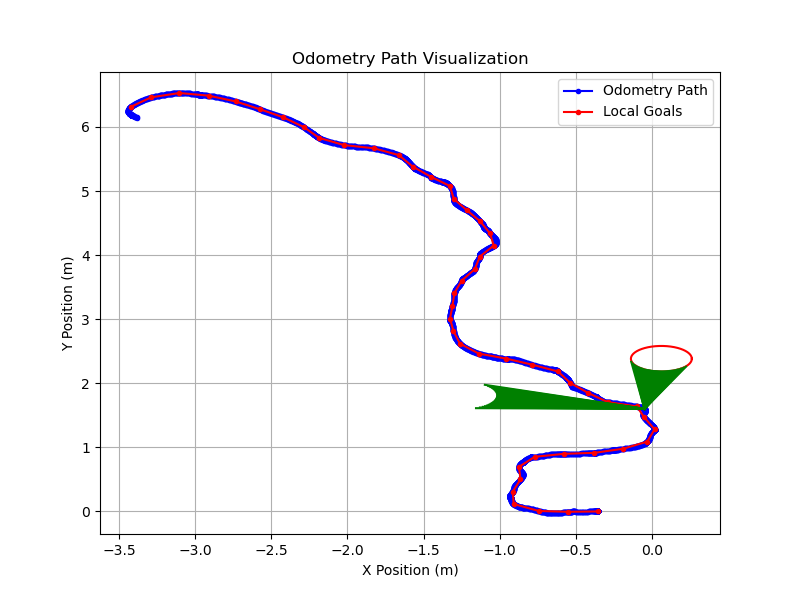 Odometry Path Visualization
Odometry Path
Local Goals
Y Position (m)
6
5
4
3
2
1
0
−3.5 −3.0 −2.5 −2.0 −1.5 −1.0 −0.5 0.0
X Position (m)